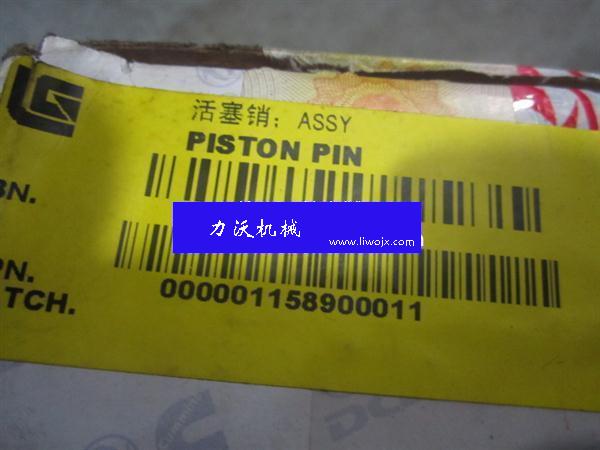 活塞销：ASSY
PISTON PIN
BN.
力沃机械
www.liwojx.com
PN.
TCH.
000001158900011